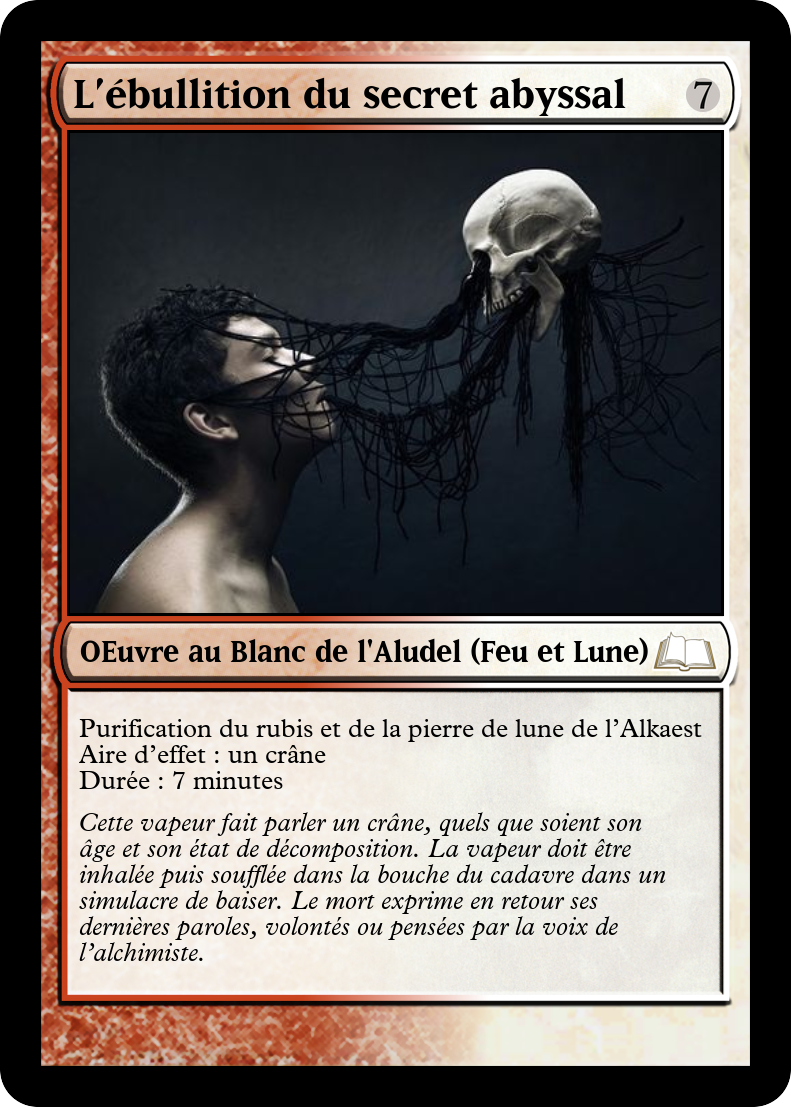 L'ébullition du secret abyssal
7
OEuvre au Blanc de l'Aludel (Feu et Lune)
Purification du rubis et de la pierre de lune de l'Alkaest
Aire d'effet : un crâne
Durée : 7 minutes
Cette vapeur fait parler un crâne, quels que soient son
âge et son état de décomposition. La vapeur doit être
inhalée puis soufflée dans la bouche du cadavre dans un
simulacre de baiser. Le mort exprime en retour ses
dernières paroles, volontés ou pensées par la voix de
l'alchimiste.